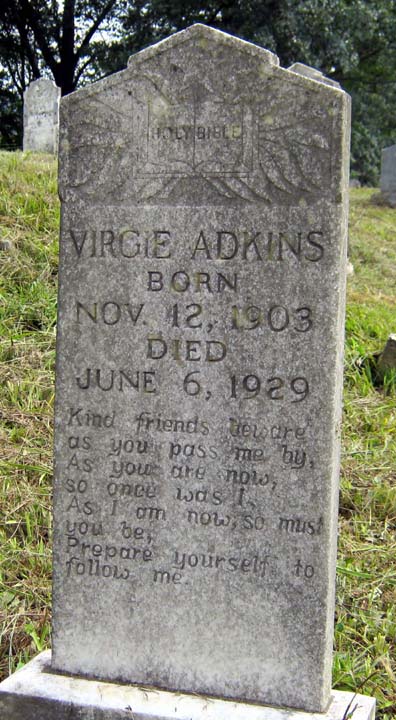 HOLY BIBLE
VIRGIE ADKINS
BORN
NOV. 12, 1903
DIED
JUNE 6, 1929
Kind friends beware
as you pass me by,
As you are now,
so once was I,
As I am now, so must
you be,
Prepare yourself to
follow me.